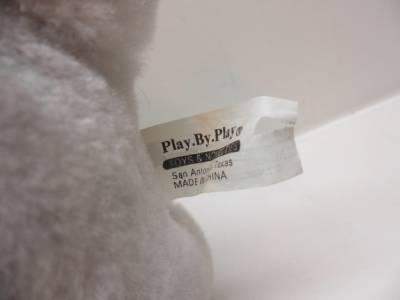 Play.By.Play®
TOYS & NOVELTIES
San Antonio, Texas
MADE IN CHINA